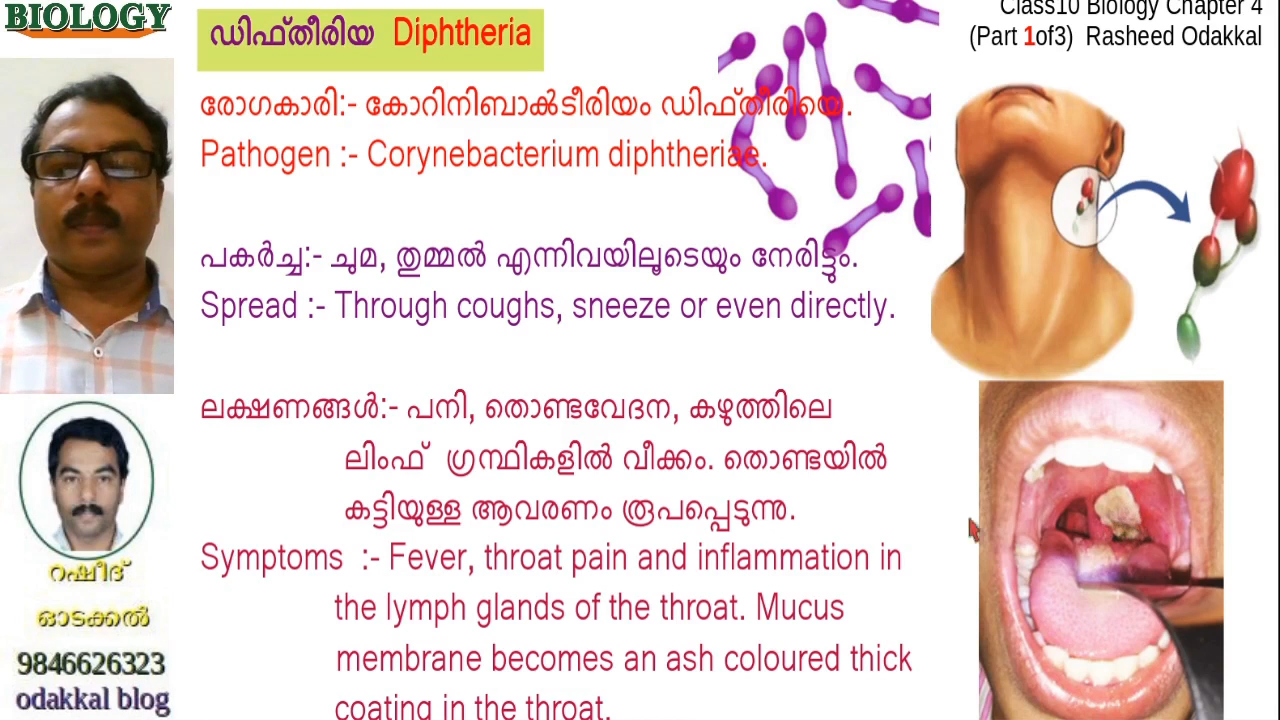 BIOLOGY
ഡിഫ്തീരിയ Diphtheria
Class10 Biology Chapter 4
(Part 1of3) Rasheed Odakkal
രോഗകാരി:- കോറിനിബാക്ടീരിയം ഡിഫ്തീരിയെ.
Pathogen :- Corynebacterium diphtheriae.
പകർച്ച:- ചുമ, തുമ്മൽ എന്നിവയിലൂടെയും നേരിട്ടും.
Spread :- Through coughs, sneeze or even directly.
ലക്ഷണങ്ങൾ:- പനി, തൊണ്ടവേദന, കഴുത്തിലെ
ലിംഫ് ഗ്രന്ഥികളിൽ വീക്കം. തൊണ്ടയിൽ
കട്ടിയുള്ള ആവരണം രൂപപ്പെടുന്നു.
Symptoms :- Fever, throat pain and inflammation in
the lymph glands of the throat. Mucus
membrane becomes an ash coloured thick
coating in the throat.
റഷീദ്
ഓടക്കൽ
9846626323
odakkal blog